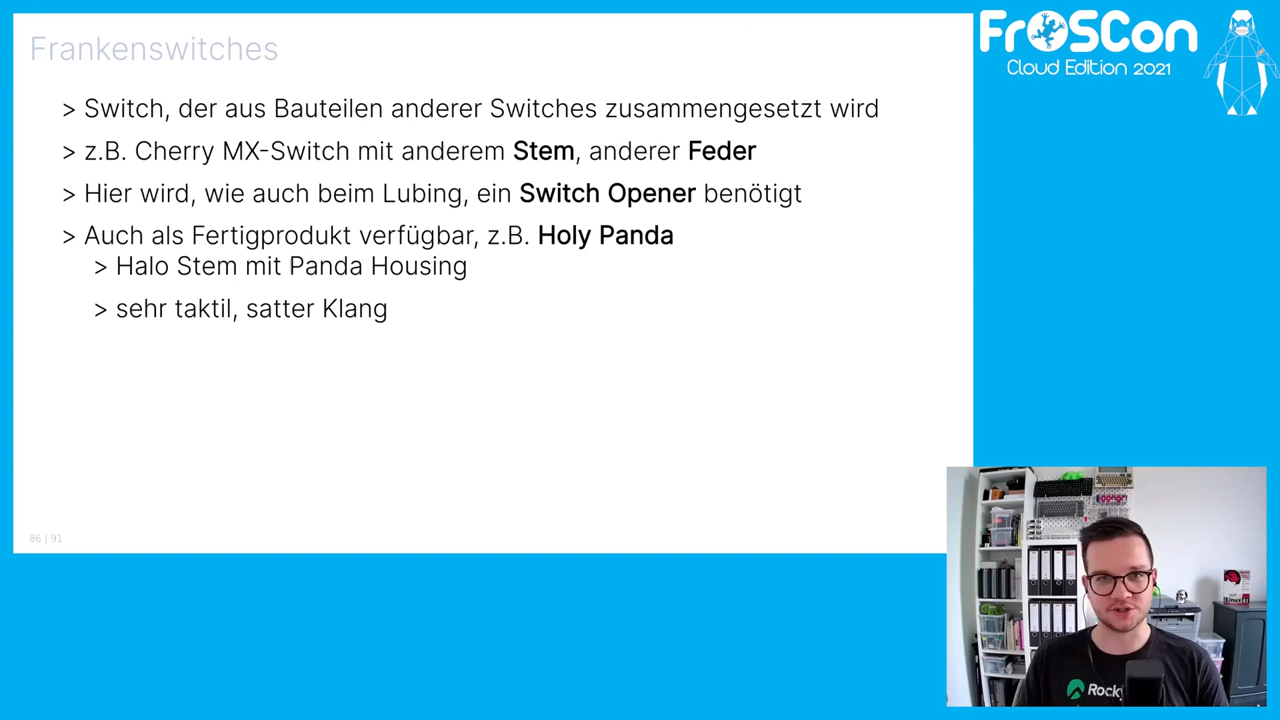 Frankenswitches
> Switch, der aus Bauteilen anderer Switches zusammengesetzt wird
> z.B. Cherry MX-Switch mit anderem Stem, anderer Feder
> Hier wird, wie auch beim Lubing, ein Switch Opener benötigt
> Auch als Fertigprodukt verfügbar, z.B. Holy Panda
> Halo Stem mit Panda Housing
> sehr taktil, satter Klang
86 | 91
FrOSCon
Cloud Edition 2021
Rocky